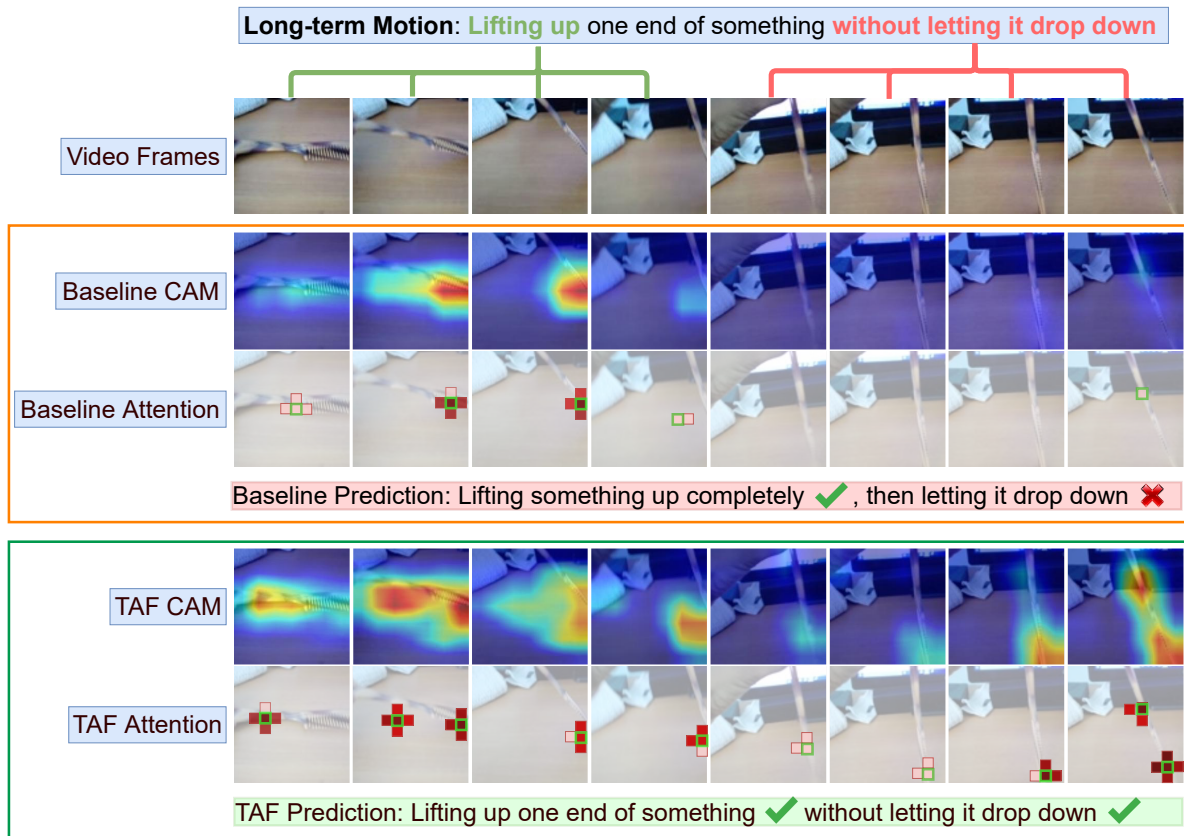 Long-term Motion: Lifting up one end of something without letting it drop down
Video Frames
Baseline CAM
Baseline Attention
Baseline Prediction: Lifting something up completely ✔ , then letting it drop down ✖
TAF CAM
TAF Attention
TAF Prediction: Lifting up one end of something ✔ without letting it drop down ✔